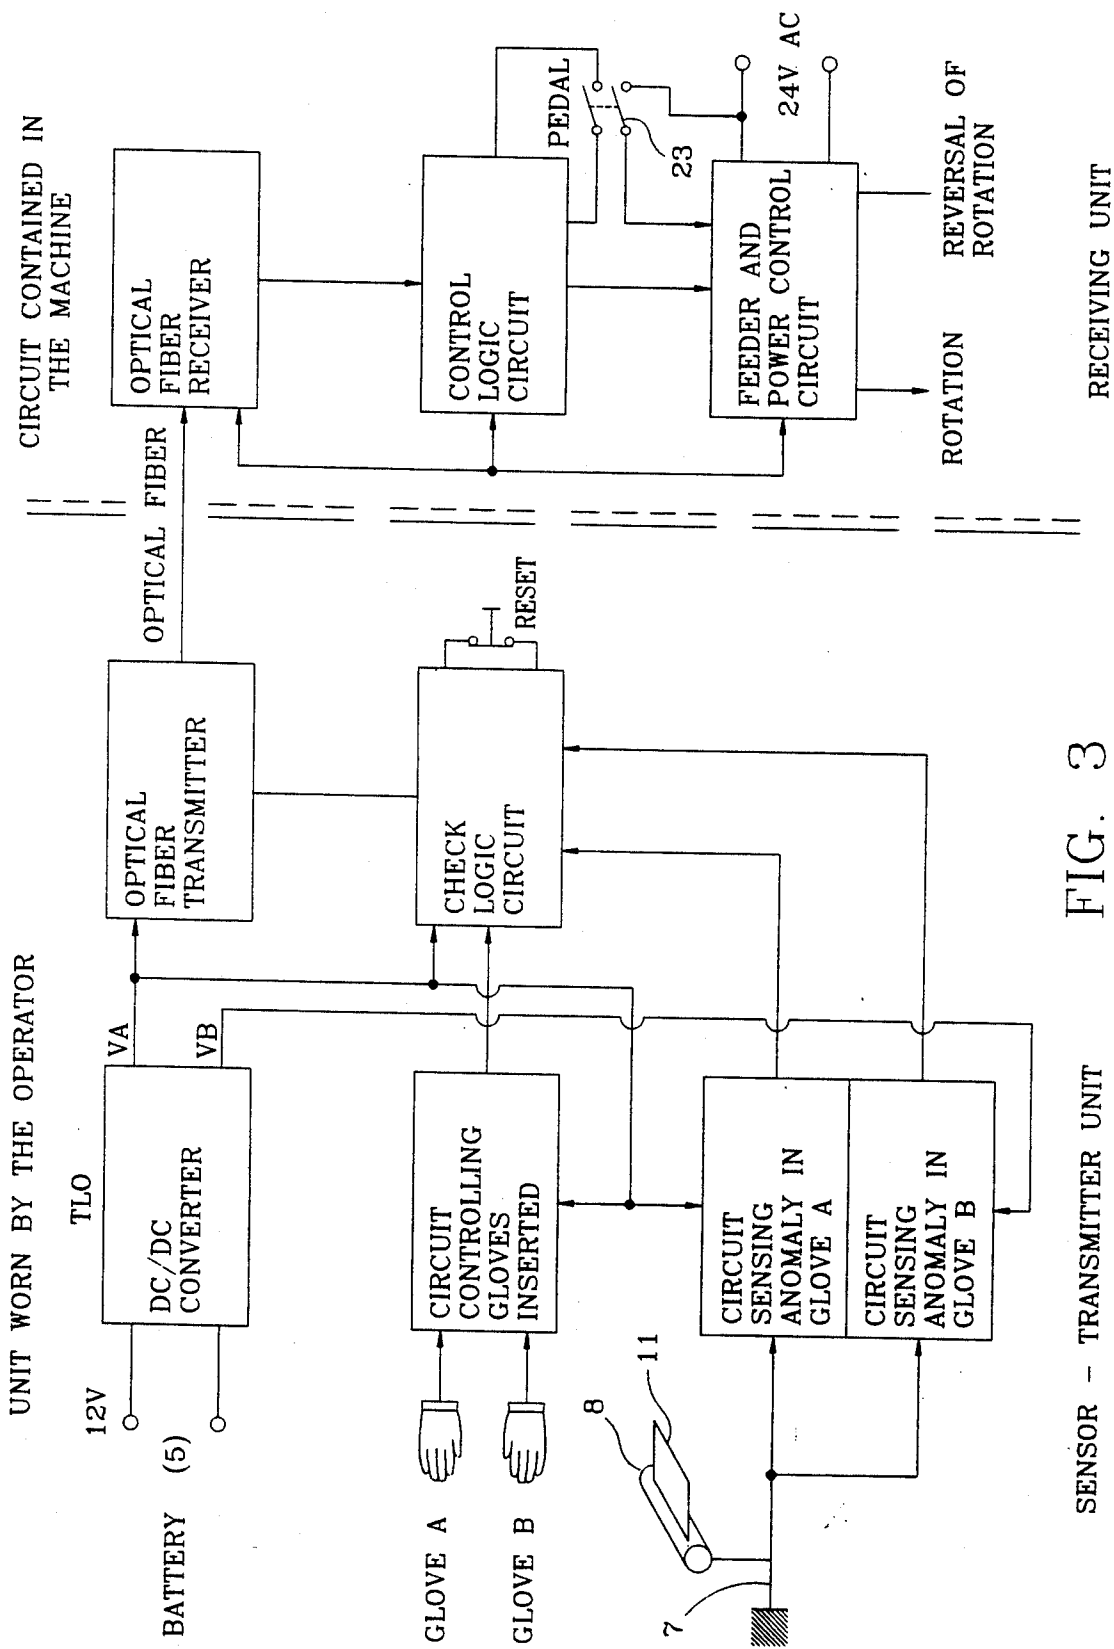 UNIT WORN BY THE OPERATOR
CIRCUIT CONTAINED IN
THE MACHINE
TLO
12V
BATTERY (5)
DC/DC
CONVERTER
VA
VB
OPTICAL
FIBER
TRANSMITTER
OPTICAL FIBER
OPTICAL
FIBER
RECEIVER
GLOVE A
GLOVE B
CIRCUIT
CONTROLLING
GLOVES
INSERTED
CHECK
LOGIC
CIRCUIT
RESET
CONTROL
LOGIC
CIRCUIT
PEDAL
23
8
11
7
CIRCUIT
SENSING
ANOMALY IN
GLOVE A
CIRCUIT
SENSING
ANOMALY IN
GLOVE B
FEEDER AND
POWER CONTROL
CIRCUIT
24V AC
ROTATION
REVERSAL OF
ROTATION
SENSOR - TRANSMITTER UNIT
FIG. 3
RECEIVING UNIT